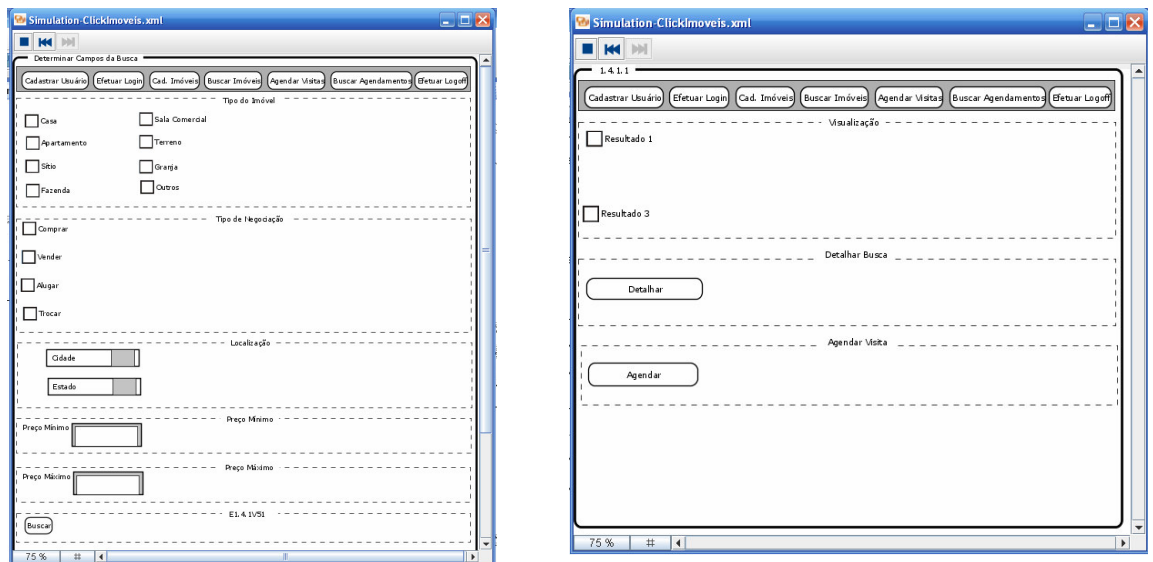 Simulation-ClickImoveis.xml
Determinar Campos da Busca
Cadastrar Usuário Efetuar Login Cad. Imóveis Buscar Imóveis Agendar Visitas Buscar Agendamentos Efetuar Logoff
Tipo do Imóvel
Casa Sala Comercial
Apartamento Terreno
Sítio Granja
Fazenda Outros
Tipo de Negociação
Comprar
Vender
Alugar
Trocar
Localização
Cidade
Estado
Preço Mínimo
Preço Mínimo
Preço Máximo
Preço Máximo
E1.4.1\/51
Buscar
75 % #
Simulation-ClickImoveis.xml
1.4.1.1
Cadastrar Usuário Efetuar Login Cad. Imóveis Buscar Imóveis Agendar Visitas Buscar Agendamentos Efetuar Logoff
Visualização
Resultado 1
Resultado 3
Detalhar Busca
Detalhar
Agendar Visita
Agendar
75 % #